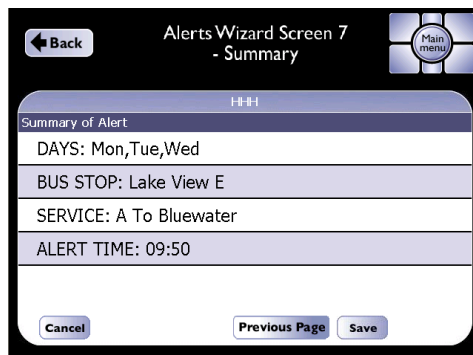 Back
Alerts Wizard Screen 7
- Summary
Main
menu
HHH
Summary of Alert
DAYS: Mon,Tue,Wed
BUS STOP: Lake View E
SERVICE: A To Bluewater
ALERT TIME: 09:50
Cancel
Previous Page
Save